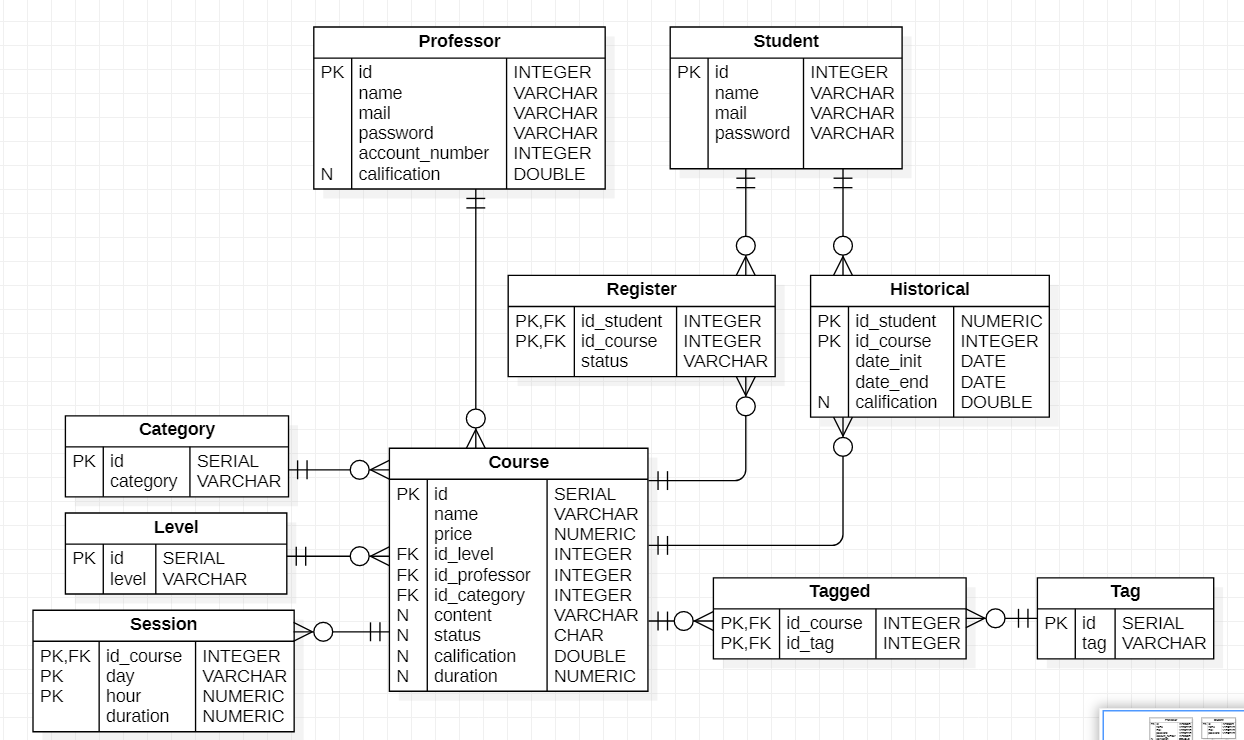 Professor
PK id INTEGER
name VARCHAR
mail VARCHAR
password VARCHAR
account_number INTEGER
N calification DOUBLE
Student
PK id INTEGER
name VARCHAR
mail VARCHAR
password VARCHAR
Register
PK,FK id_student INTEGER
PK,FK id_course INTEGER
status VARCHAR
Historical
PK id_student NUMERIC
PK id_course INTEGER
date_init DATE
date_end DATE
N calification DOUBLE
Category
PK id SERIAL
category VARCHAR
Level
PK id SERIAL
level VARCHAR
Session
PK,FK id_course INTEGER
PK day VARCHAR
PK hour NUMERIC
duration NUMERIC
Course
PK id SERIAL
name VARCHAR
price NUMERIC
FK id_level INTEGER
FK id_professor INTEGER
FK id_category INTEGER
N content VARCHAR
N status CHAR
N calification DOUBLE
N duration NUMERIC
Tagged
PK,FK id_course INTEGER
PK,FK id_tag INTEGER
Tag
PK id SERIAL
tag VARCHAR